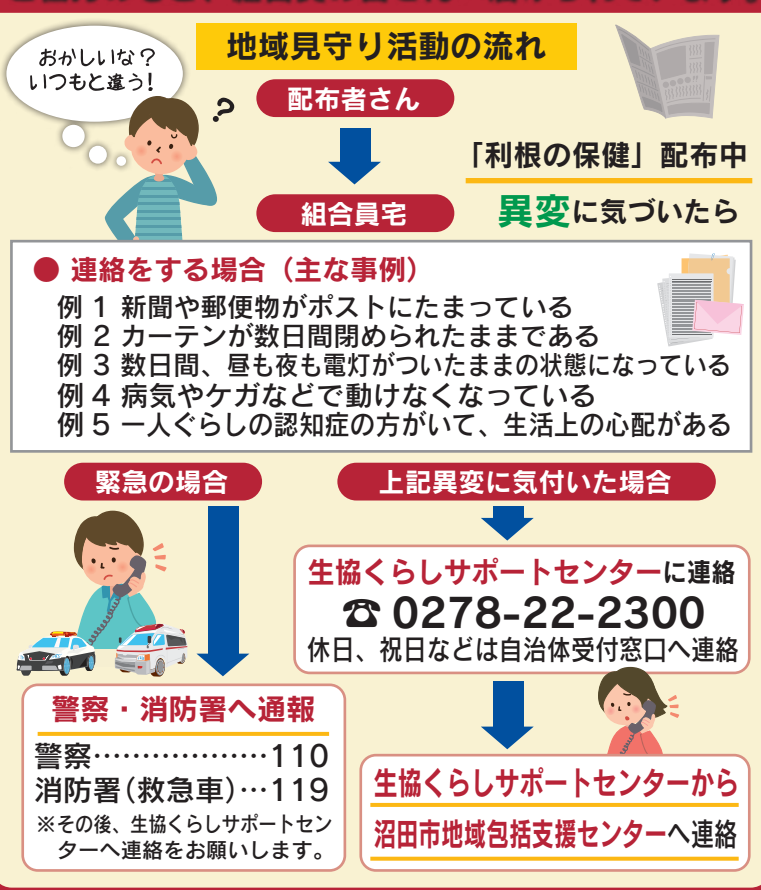 おかしいな？
いつもと違う！
地域見守り活動の流れ
配布者さん
「利根の保健」配布中
組合員宅
異変に気づいたら
● 連絡をする場合（主な事例）
例 1 新聞や郵便物がポストにたまっている
例 2 カーテンが数日間閉められたままである
例 3 数日間、昼も夜も電灯がついたままの状態になっている
例 4 病気やケガなどで動けなくなっている
例 5 一人ぐらしの認知症の方がいて、生活上の心配がある
緊急の場合
上記異変に気付いた場合
生協くらしサポートセンターに連絡
☎ 0278-22-2300
休日、祝日などは自治体受付窓口へ連絡
警察・消防署へ通報
警察………………110
消防署（救急車）…119
※その後、生協くらしサポートセン
ターへ連絡をお願いします。
生協くらしサポートセンターから
沼田市地域包括支援センターへ連絡